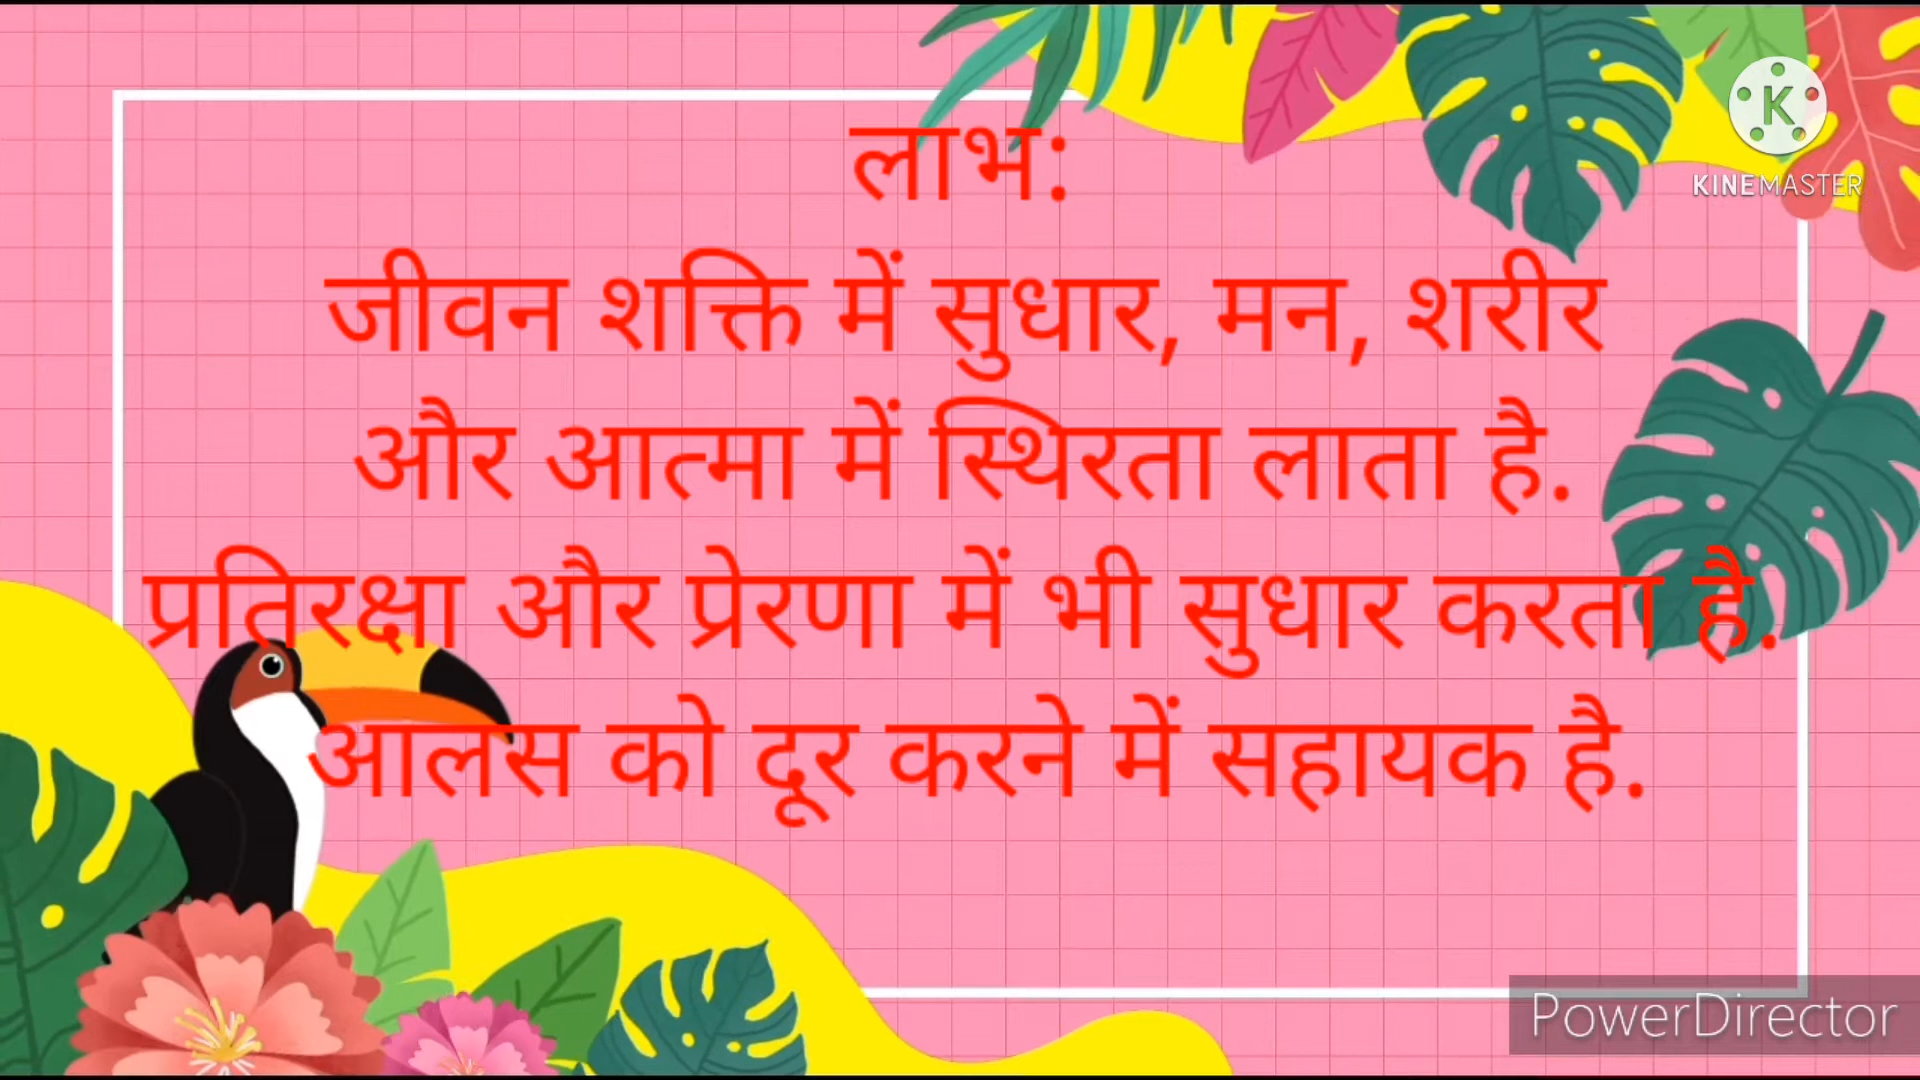 लाभ:
जीवन शक्ति में सुधार, मन, शरीर
और आत्मा में स्थिरता लाता है.
प्रतिरक्षा और प्रेरणा में भी सुधार करता है.
आलस को दूर करने में सहायक है.
K
KINEMASTER
PowerDirector